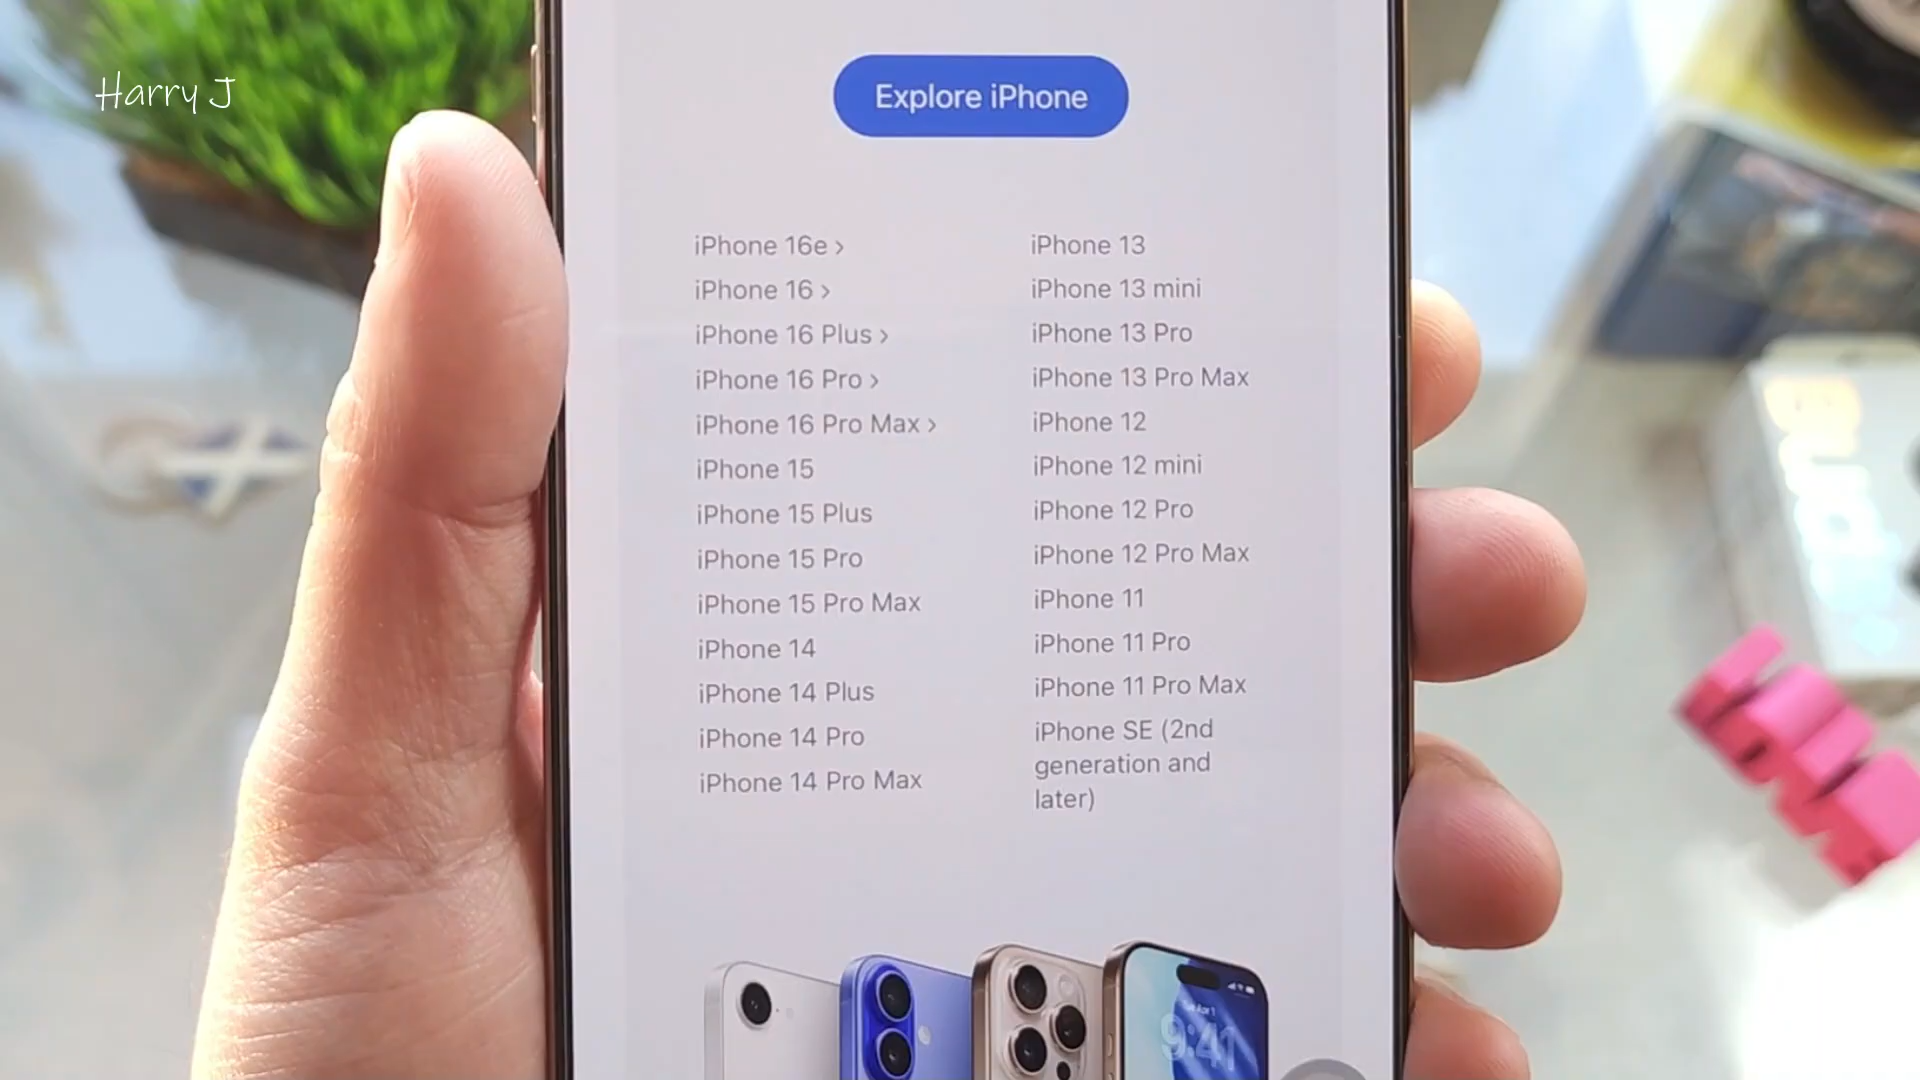 Harry J
Explore iPhone
iPhone 16e >
iPhone 16 >
iPhone 16 Plus >
iPhone 16 Pro >
iPhone 16 Pro Max >
iPhone 15
iPhone 15 Plus
iPhone 15 Pro
iPhone 15 Pro Max
iPhone 14
iPhone 14 Plus
iPhone 14 Pro
iPhone 14 Pro Max
iPhone 13
iPhone 13 mini
iPhone 13 Pro
iPhone 13 Pro Max
iPhone 12
iPhone 12 mini
iPhone 12 Pro
iPhone 12 Pro Max
iPhone 11
iPhone 11 Pro
iPhone 11 Pro Max
iPhone SE (2nd
generation and
later)
9:41